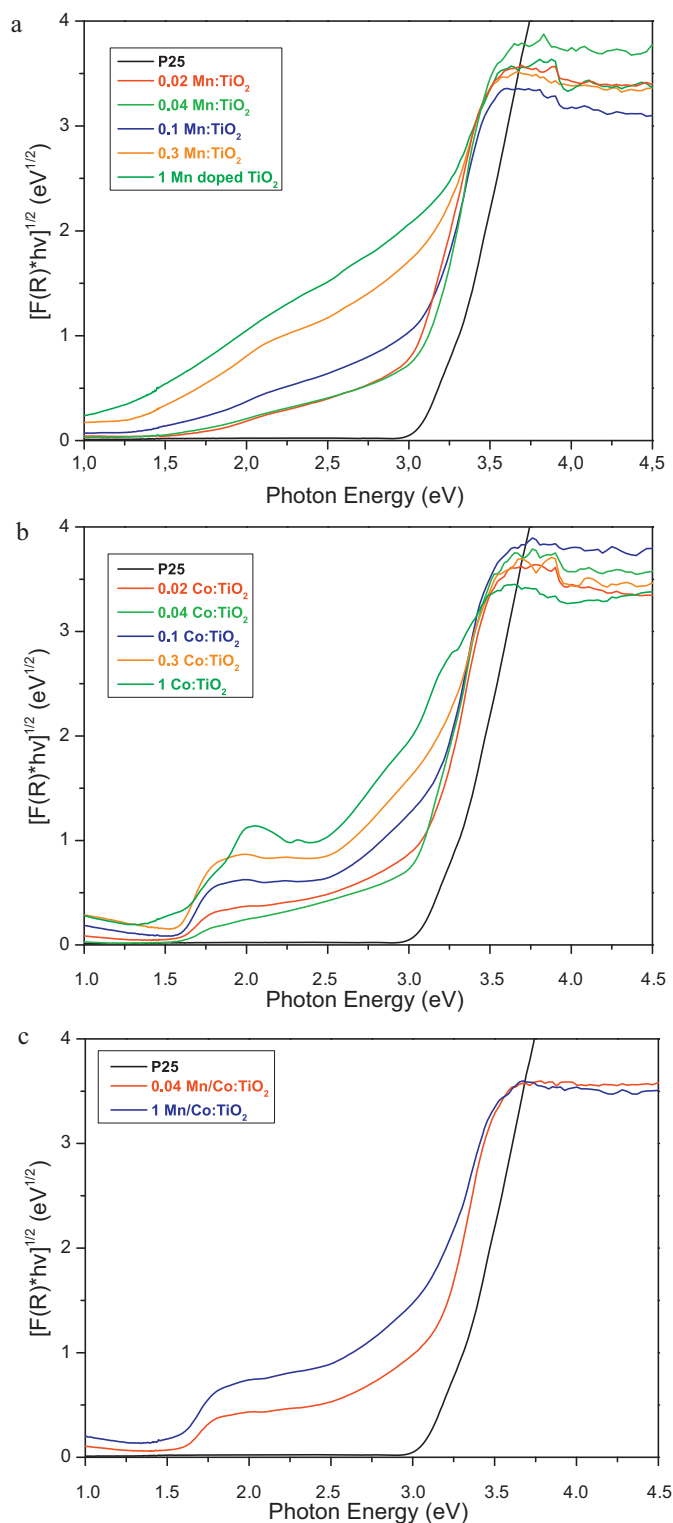 a
4
3
2
1
0
[F(R)*hv]^1/2 (eV^1/2)
P25
0.02 Mn:TiO₂
0.04 Mn:TiO₂
0.1 Mn:TiO₂
0.3 Mn:TiO₂
1 Mn doped TiO₂
1,0 1,5 2,0 2,5 3,0 3,5 4,0 4,5
Photon Energy (eV)
b
4
3
2
1
0
[F(R)*hv]^1/2 (eV^1/2)
P25
0.02 Co:TiO₂
0.04 Co:TiO₂
0.1 Co:TiO₂
0.3 Co:TiO₂
1 Co:TiO₂
1.0 1.5 2.0 2.5 3.0 3.5 4.0 4.5
Photon Energy (eV)
c
4
3
2
1
0
[F(R)*hv]^1/2 (eV^1/2)
P25
0.04 Mn/Co:TiO₂
1 Mn/Co:TiO₂
1.0 1.5 2.0 2.5 3.0 3.5 4.0 4.5
Photon Energy (eV)